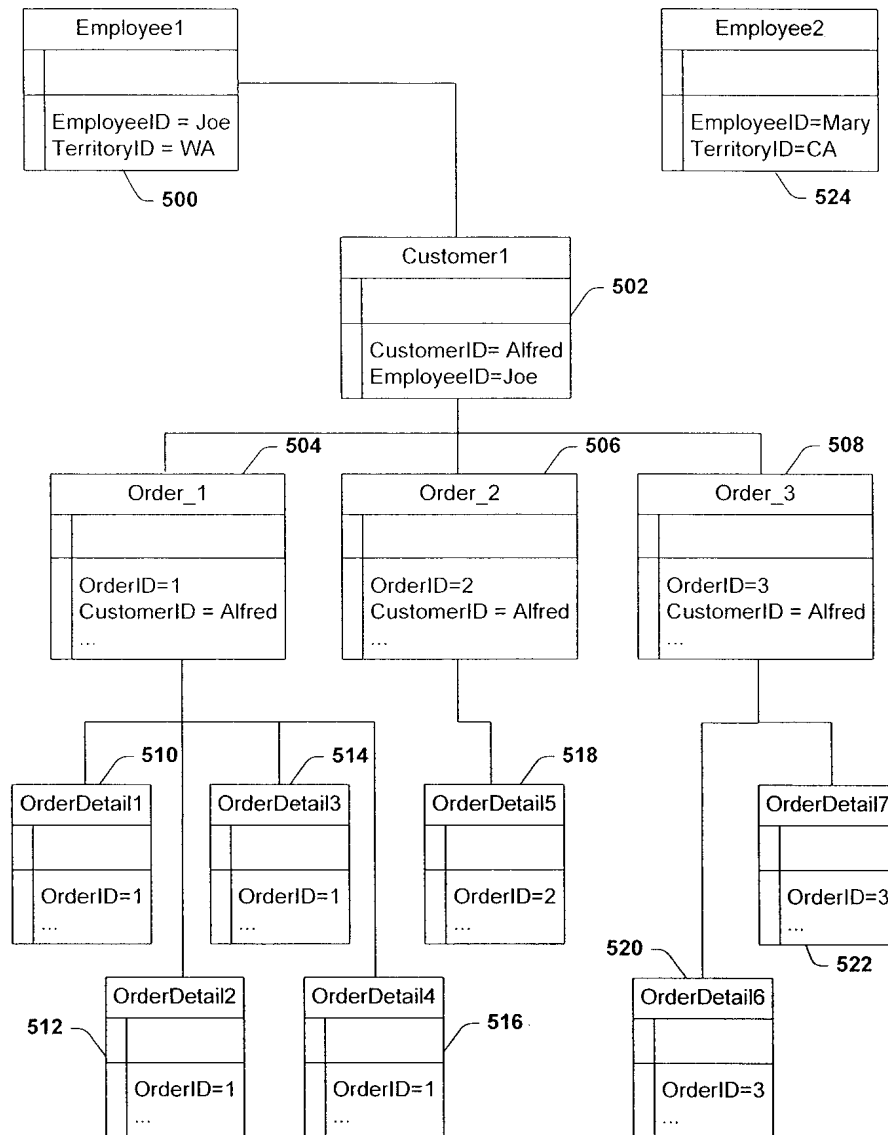 Employee1
EmployeeID = Joe
TerritoryID = WA
500
Employee2
EmployeeID=Mary
TerritoryID=CA
524
Customer1
502
CustomerID= Alfred
EmployeeID=Joe
504
506
508
Order_1
OrderID=1
CustomerID = Alfred
...
Order_2
OrderID=2
CustomerID = Alfred
...
Order_3
OrderID=3
CustomerID = Alfred
...
510
514
518
OrderDetail1
OrderID=1
...
OrderDetail3
OrderID=1
...
OrderDetail5
OrderID=2
...
OrderDetail7
OrderID=3
...
522
520
512
OrderDetail2
OrderID=1
...
OrderDetail4
516
OrderID=1
...
OrderDetail6
OrderID=3
...